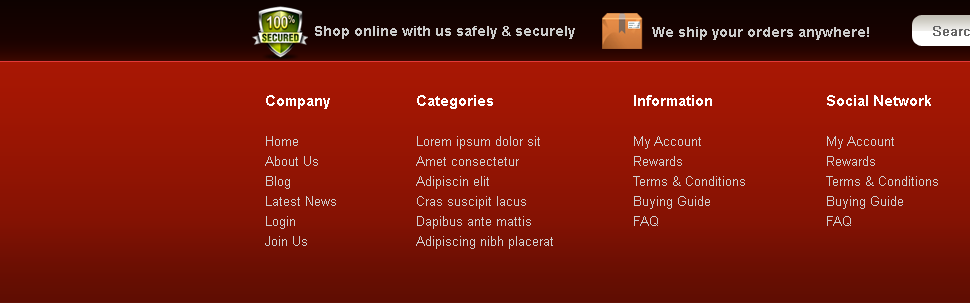 100%
SECURED
Shop online with us safely & securely
We ship your orders anywhere!
Company
Home
About Us
Blog
Latest News
Login
Join Us
Categories
Lorem ipsum dolor sit
Amet consectetur
Adipiscin elit
Cras suscipit lacus
Dapibus ante mattis
Adipiscing nibh placerat
Information
My Account
Rewards
Terms & Conditions
Buying Guide
FAQ
Social Network
My Account
Rewards
Terms & Conditions
Buying Guide
FAQ